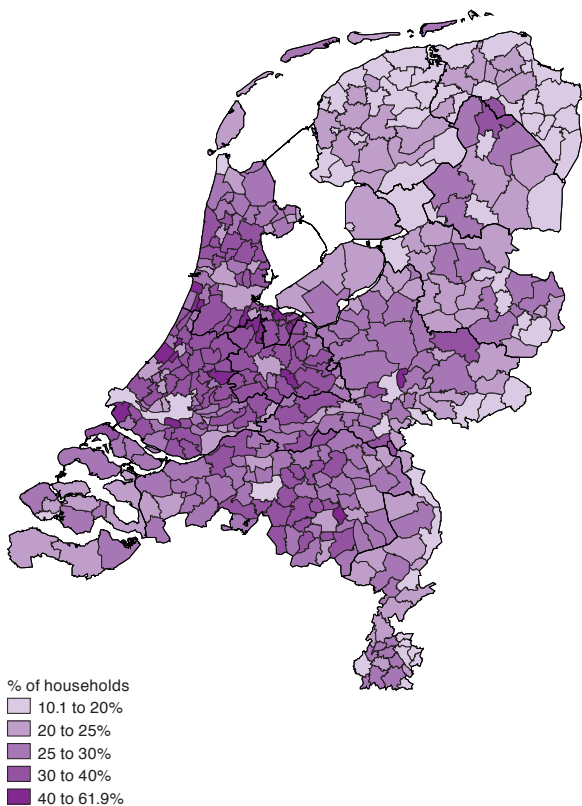 % of households
10.1 to 20%
20 to 25%
25 to 30%
30 to 40%
40 to 61.9%